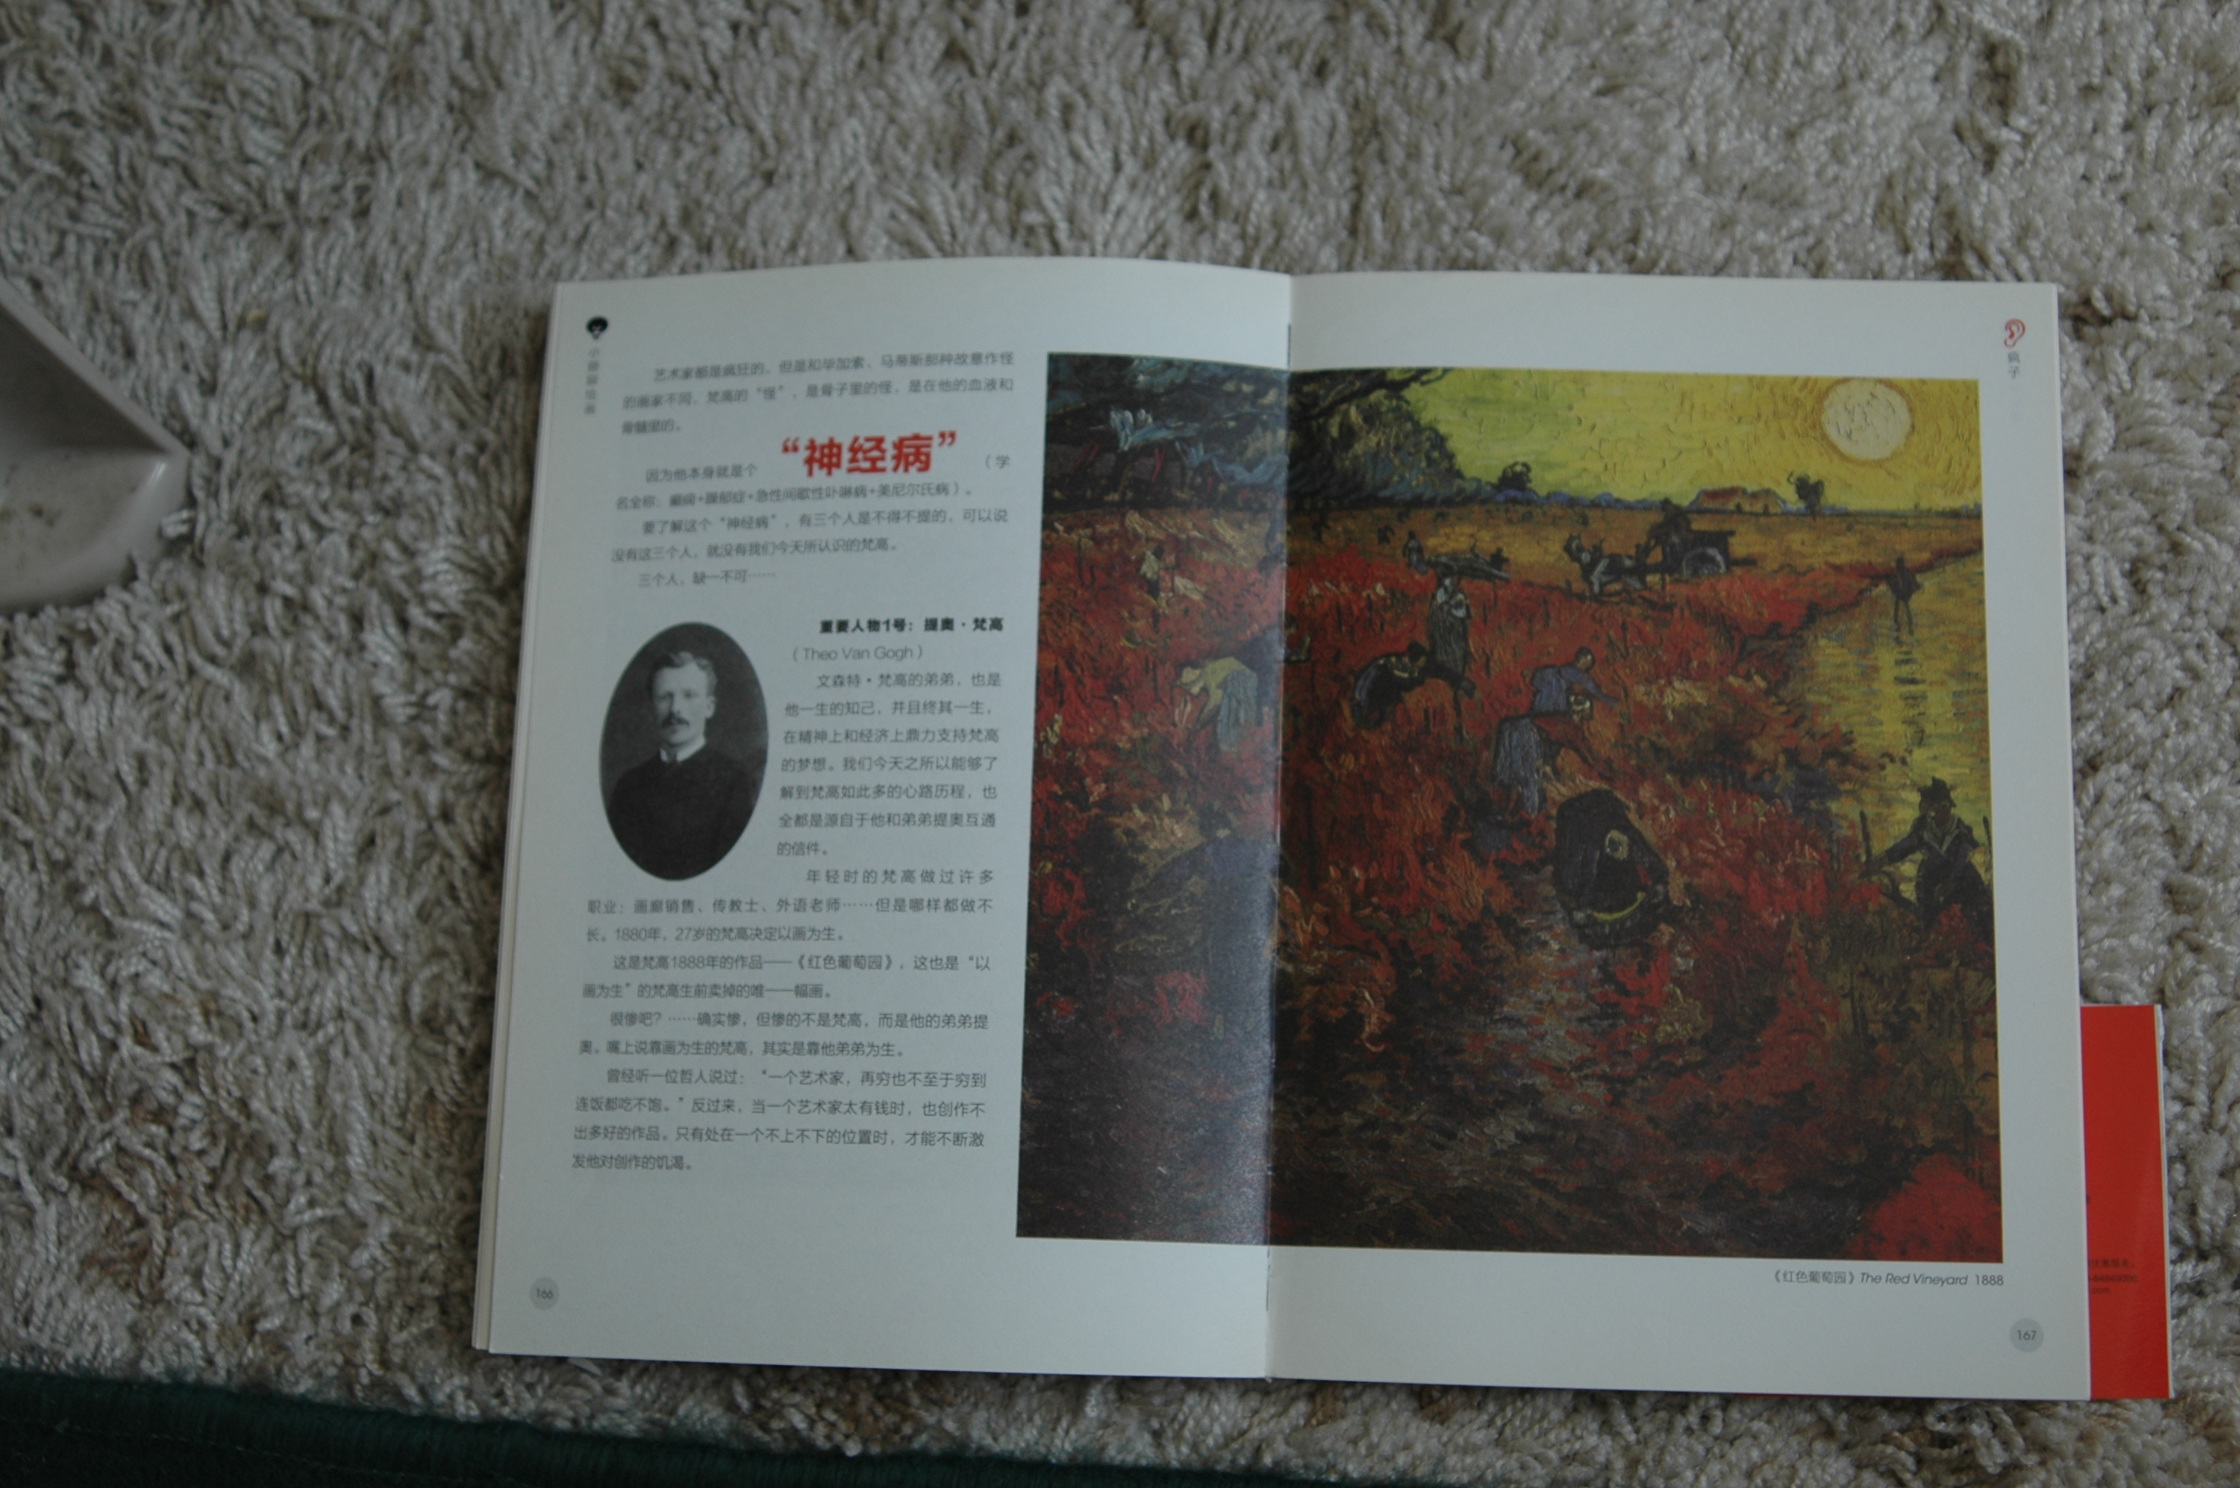 小顾聊绘画
艺术家都是疯狂的，但是和毕加索、马蒂斯那种故意作怪
的画家不同，梵高的“怪”，是骨子里的怪，是在他的血液和
骨髓里的。
因为他本身就是个“神经病”（学
名全称：癫痫+躁郁症+急性间歇性卟啉病+美尼尔氏病）。
要了解这个“神经病”，有三个人是不得不提的，可以说
没有这三个人，就没有我们今天所认识的梵高。
三个人，缺一不可……
重要人物1号：提奥·梵高
（Theo Van Gogh）
文森特·梵高的弟弟，也是
他一生的知己，并且终其一生，
在精神上和经济上鼎力支持梵高
的梦想。我们今天之所以能够了
解到梵高如此多的心路历程，也
全都是源自于他和弟弟提奥互通
的信件。
年轻时的梵高做过许多
职业：画廊销售、传教士、外语老师……但是哪样都做不
长。1880年，27岁的梵高决定以画为生。
这是梵高1888年的作品——《红色葡萄园》，这也是“以
画为生”的梵高生前卖掉的唯一一幅画。
很惨吧？……确实惨，但惨的不是梵高，而是他的弟弟提
奥。嘴上说靠画为生的梵高，其实是靠他弟弟为生。
曾经听一位哲人说过：“一个艺术家，再穷也不至于穷到
连饭都吃不饱。”反过来，当一个艺术家太有钱时，也创作不
出多好的作品。只有处在一个不上不下的位置时，才能不断激
发他对创作的饥渴。
166
疯子
《红色葡萄园》The Red Vineyard 1888
167